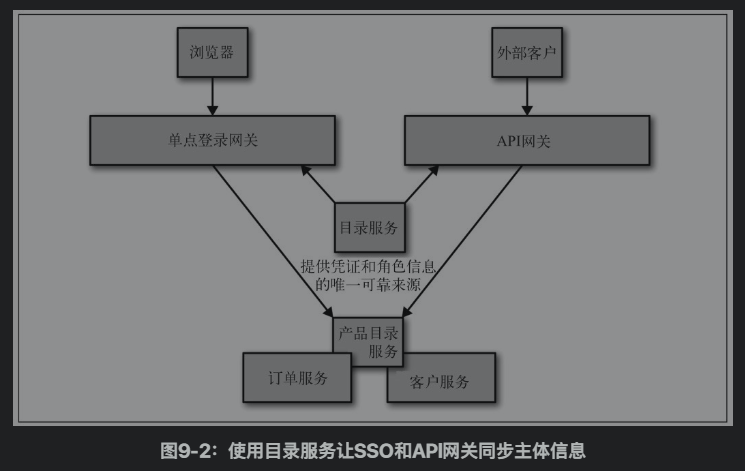 浏览器
外部客户
单点登录网关
API网关
目录服务
提供凭证和角色信息
的唯一可靠来源
产品目录
服务
订单服务
客户服务
图9-2：使用目录服务让SSO和API网关同步主体信息